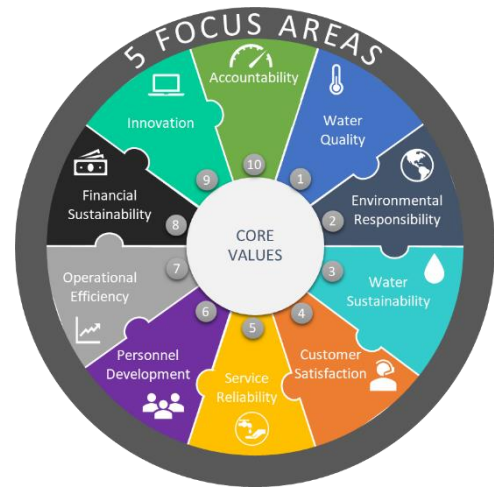 5 FOCUS AREAS
Accountability
10
Water
Quality
1
Environmental
Responsibility
2
Water
Sustainability
3
Customer
Satisfaction
4
Service
Reliability
5
Personnel
Development
6
Operational
Efficiency
7
Financial
Sustainability
8
Innovation
9
CORE
VALUES